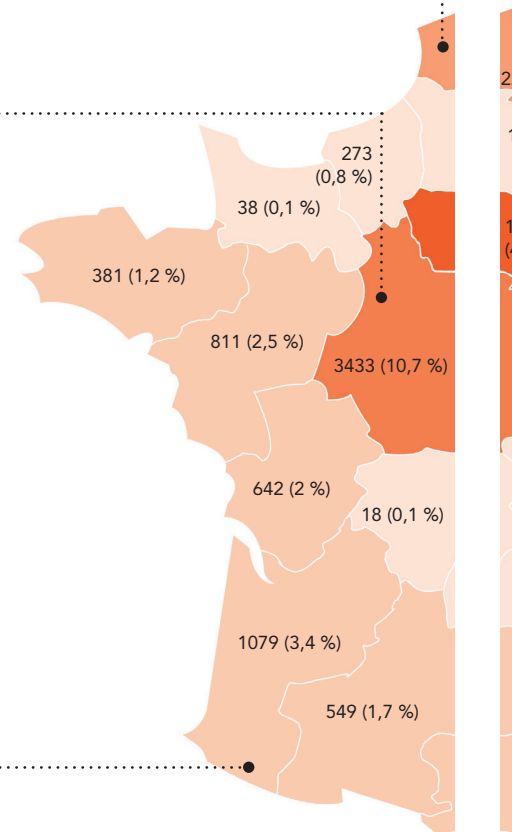 273
(0,8 %)
38 (0,1 %)
381 (1,2 %)
811 (2,5 %)
3433 (10,7 %)
642 (2 %)
18 (0,1 %)
1079 (3,4 %)
549 (1,7 %)